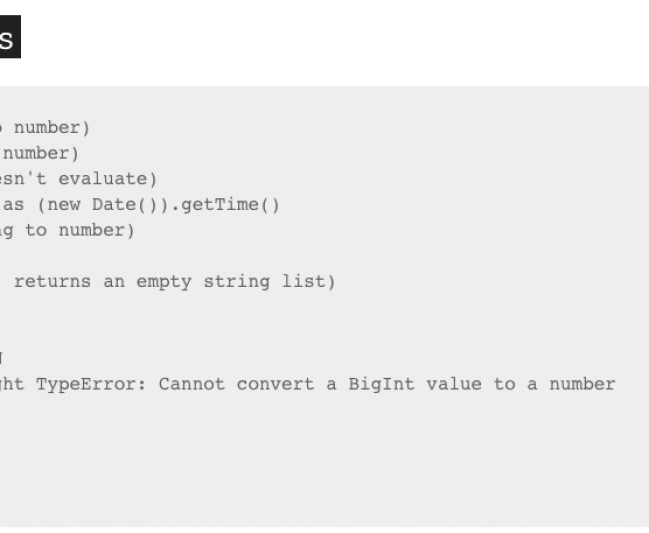 s
number)
number)
esn't evaluate)
as (new Date()).getTime()
ng to number)
returns an empty string list)
ght TypeError: Cannot convert a BigInt value to a number